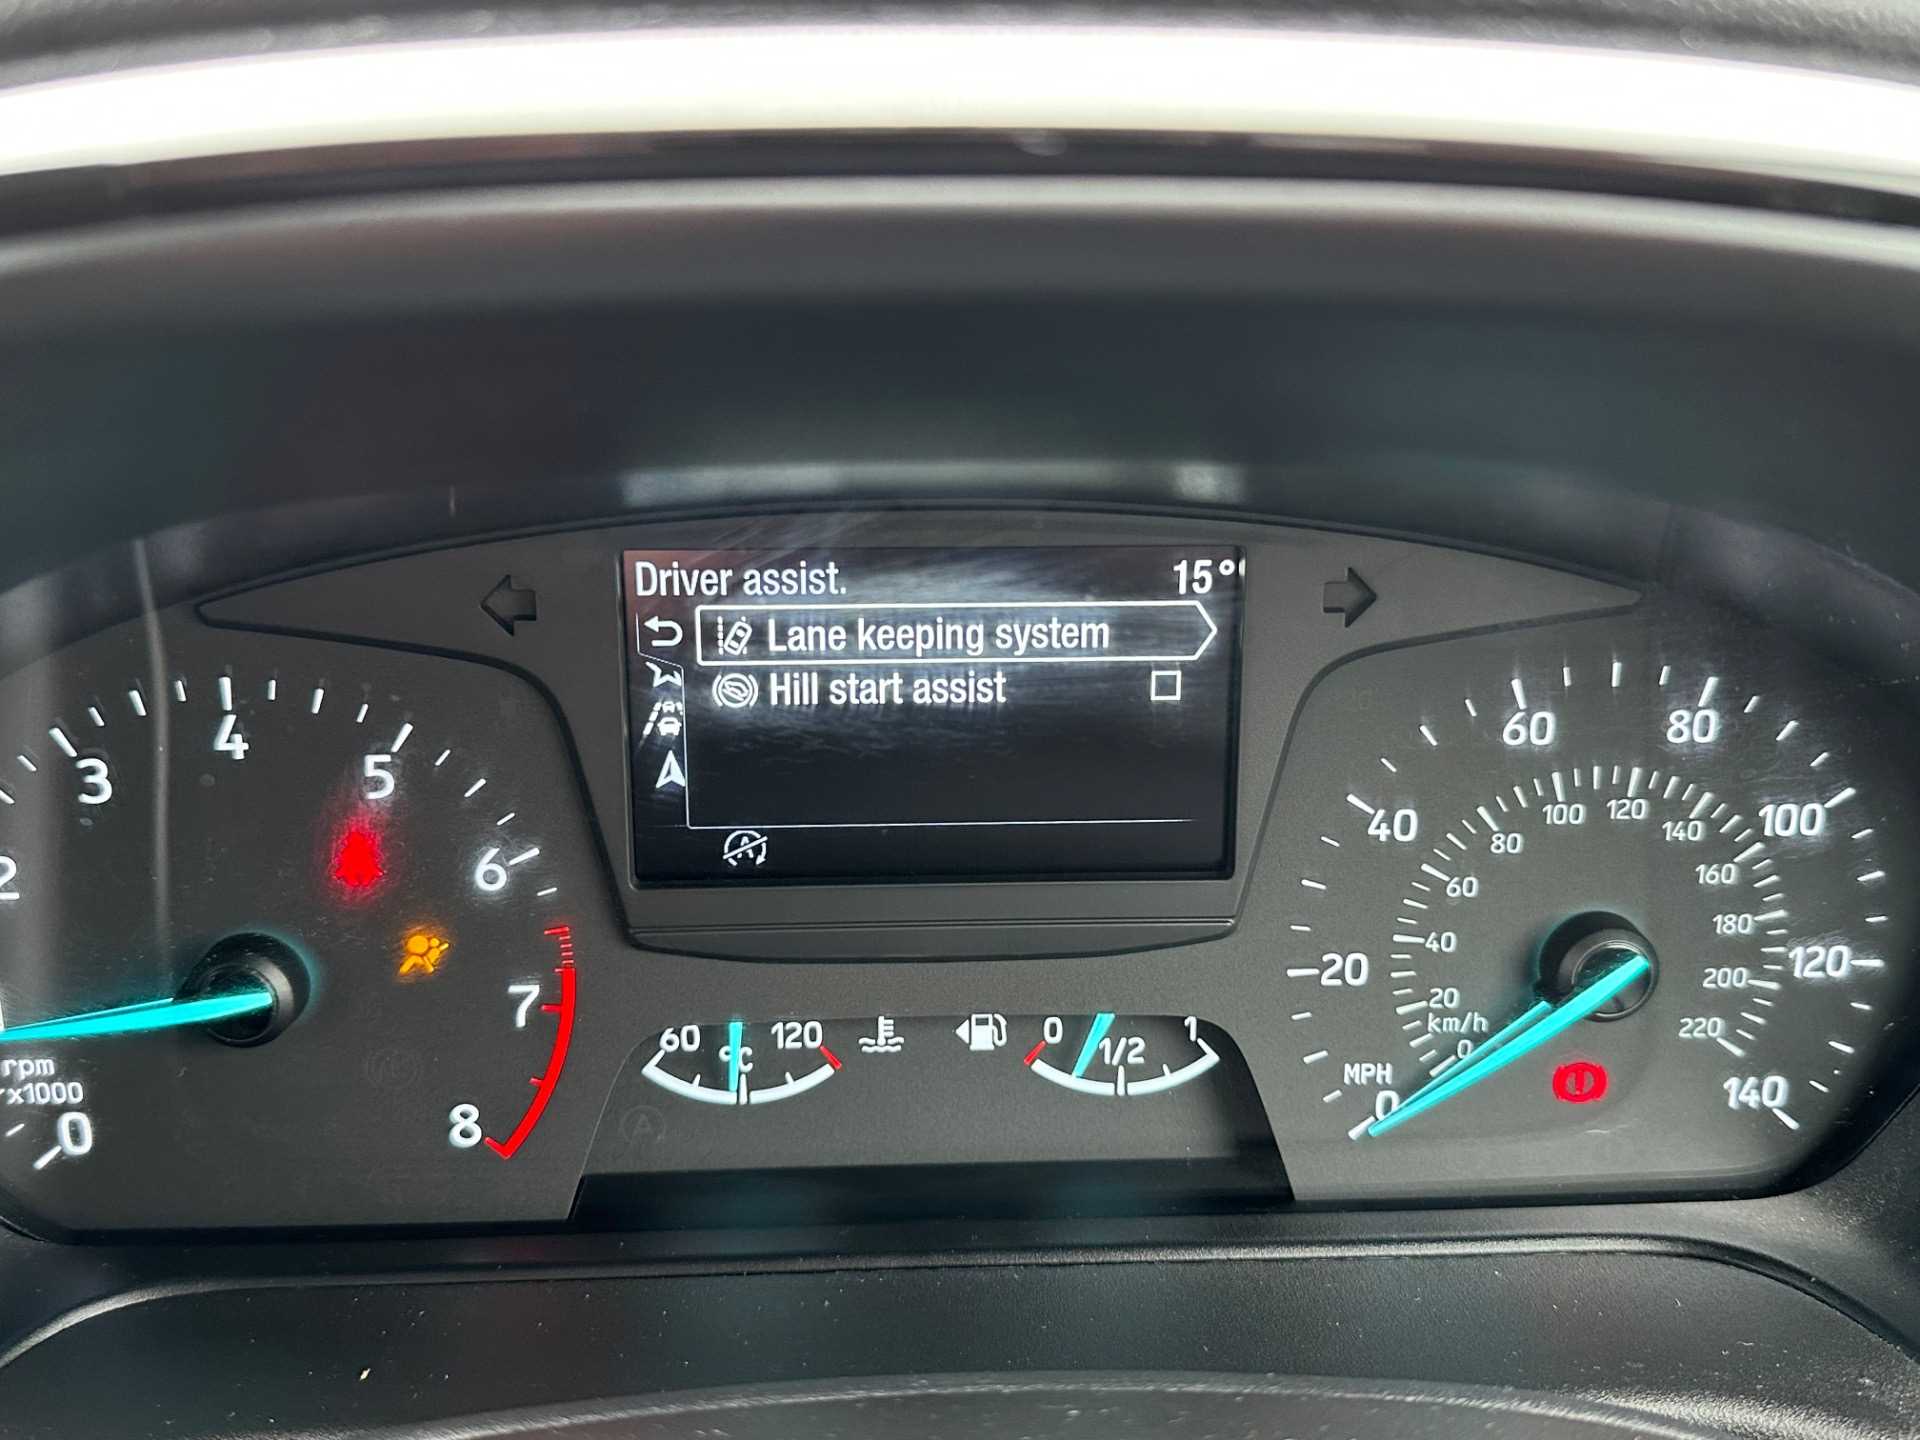 Driver assist. 15°
Lane keeping system
Hill start assist
A
0
2
3
4
5
6
7
8
rpm
x1000
60 °C 120
0 1/2 1
MPH
0
20
40
60
80
100
120
140
km/h
0
20
40
60
80
100
120
140
160
180
200
220
A